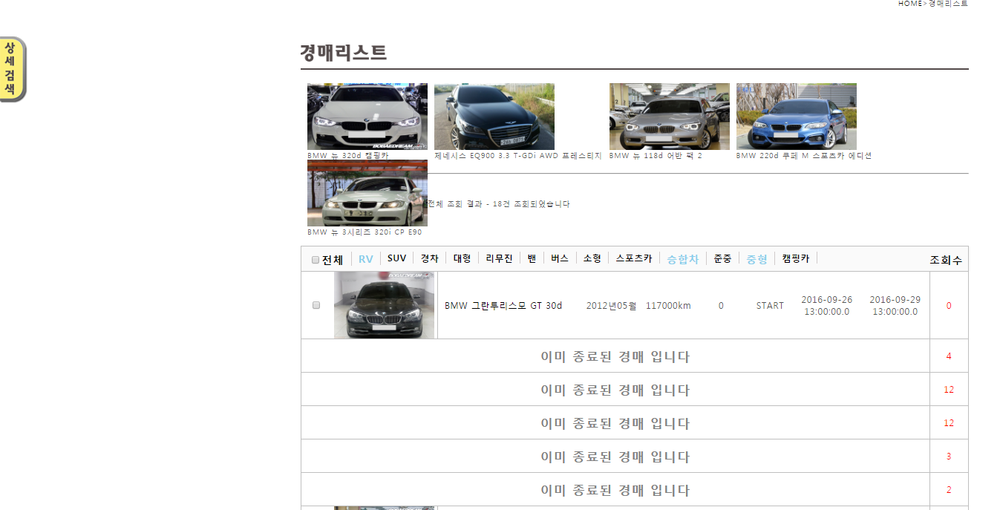 HOME>경매리스트
상
세
검
색
경매리스트
BOBAEDREAM
BMW 뉴 320d 캠핑카
제네시스 EQ900 3.3 T-GDi AWD 프레스티지
BMW 뉴 118d 어반 팩 2
BMW 220d 쿠페 M 스포츠카 에디션
전체 조회 결과 - 18건 조회되었습니다
BMW 뉴 3시리즈 320i CP E90
전체 RV SUV 경차 대형 리무진 밴 버스 소형 스포츠카 승합차 준중 중형 캠핑카 조회수
BOBAEDREAM
BMW 그란투리스모 GT 30d 2012년05월 117000km 0 START 2016-09-26 2016-09-29 0
13:00:00.0 13:00:00.0
이미 종료된 경매 입니다 4
이미 종료된 경매 입니다 12
이미 종료된 경매 입니다 12
이미 종료된 경매 입니다 3
이미 종료된 경매 입니다 2